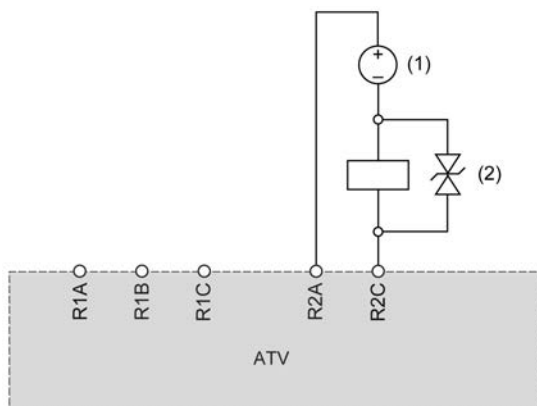 +
(1)
−
(2)
R1A
R1B
R1C
R2A
R2C
ATV